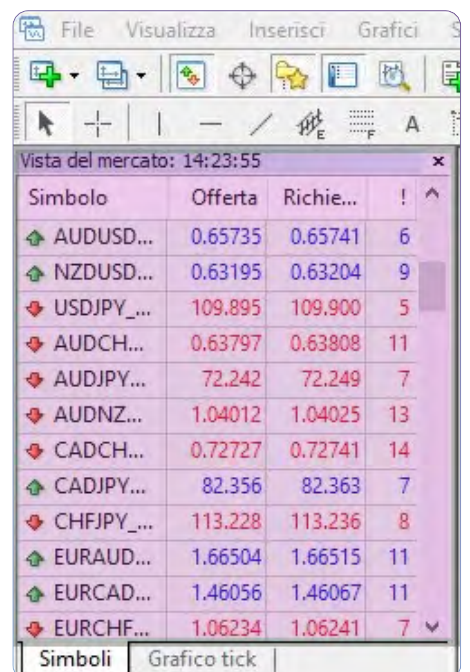 File Visualizza Inserisci Grafici
E F A
Vista del mercato: 14:23:55 ×
Simbolo Offerta Richie... !
AUDUSD... 0.65735 0.65741 6
NZDUSD... 0.63195 0.63204 9
USDJPY_... 109.895 109.900 5
AUDCH... 0.63797 0.63808 11
AUDJPY... 72.242 72.249 7
AUDNZ... 1.04012 1.04025 13
CADCH... 0.72727 0.72741 14
CADJPY... 82.356 82.363 7
CHFJPY_... 113.228 113.236 8
EURAUD... 1.66504 1.66515 11
EURCAD... 1.46056 1.46067 11
EURCHF... 1.06234 1.06241 7
Simboli Grafico tick